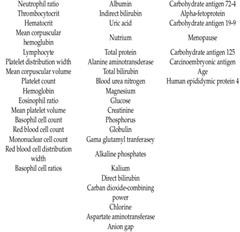 Neutrophil ratio
Thrombocytocrit
Hematocrit
Mean corpuscular
hemoglobin
Lymphocyte
Platelet distribution width
Mean corpuscular volume
Platelet count
Hemoglobin
Eosinophil ratio
Mean platelet volume
Basophil cell count
Red blood cell count
Mononuclear cell count
Red blood cell distribution
width
Basophil cell ratios
Albumin
Indirect bilirubin
Uric acid
Nutrium
Total protein
Alanine aminotransferase
Total bilirubin
Blood urea nitrogen
Magnesium
Glucose
Creatinine
Phosphorus
Globulin
Gama glutamyl tranferasey
Alkaline phosphates
Kalium
Direct bilirubin
Carban dioxide-combining
power
Chlorine
Aspartate aminotransferase
Anion gap
Carbohydrate antigen 72-4
Alpha-fetoprotein
Carbohydrate antigen 19-9
Menopause
Carbohydrate antigen 125
Carcinoembryonic antigen
Age
Human epididymic protein 4